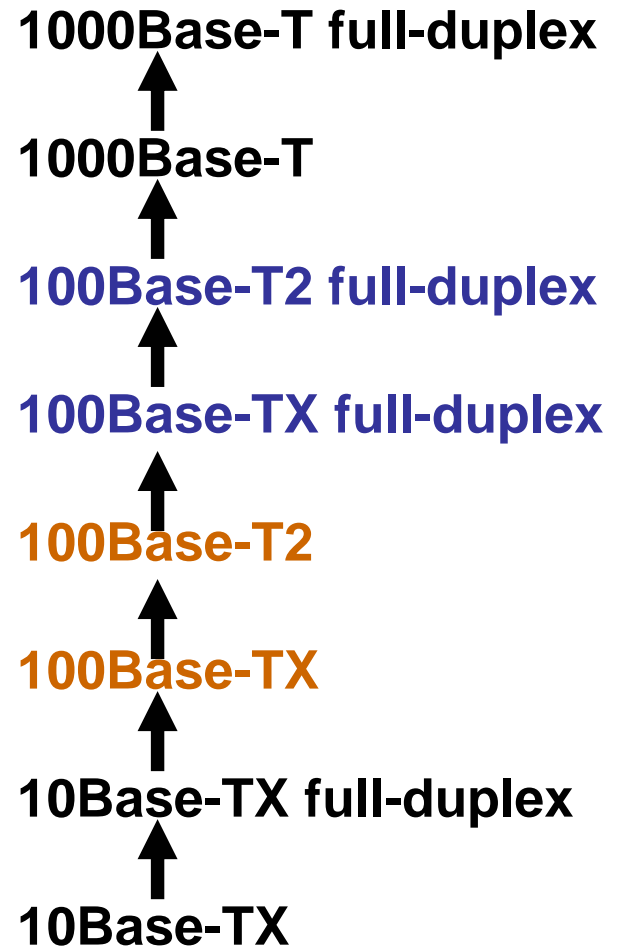 1000Base-T full-duplex
1000Base-T
100Base-T2 full-duplex
100Base-TX full-duplex
100Base-T2
100Base-TX
10Base-TX full-duplex
10Base-TX